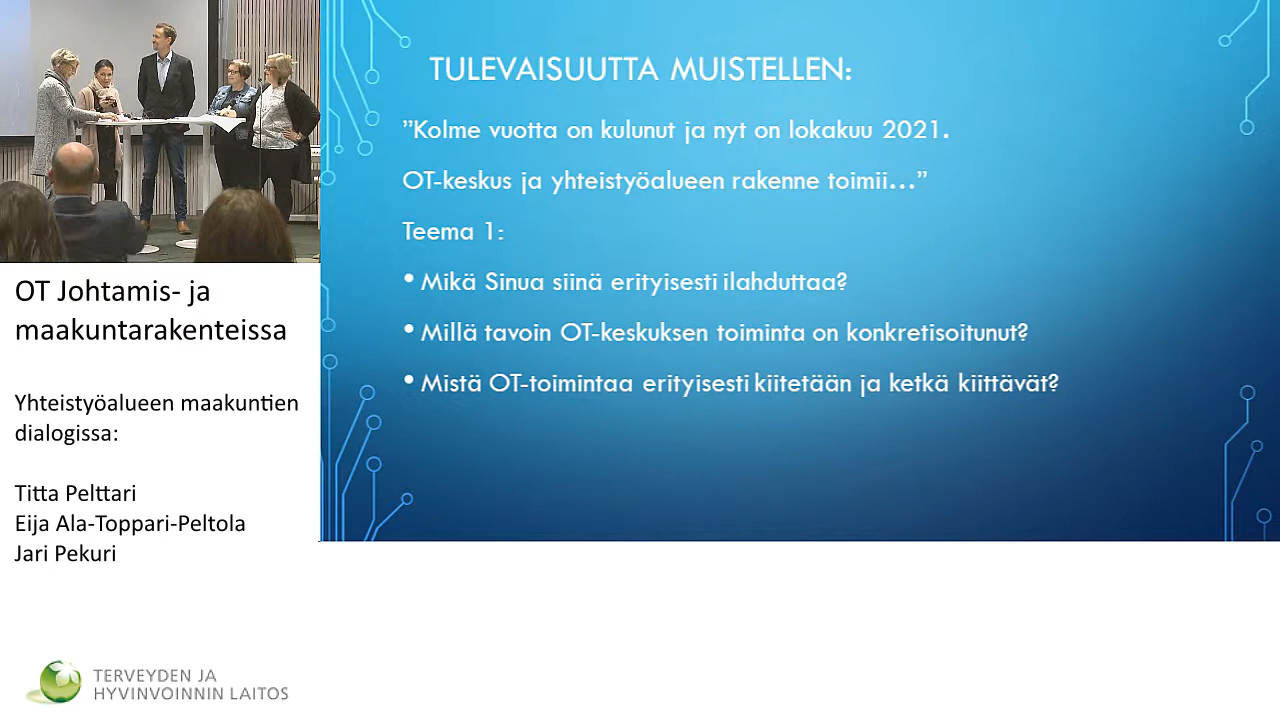 OT Johtamis- ja
maakuntarakenteissa
Yhteistyöalueen maakuntien
dialogissa:
Titta Pelttari
Eija Ala-Toppari-Peltola
Jari Pekuri
TERVEYDEN JA
HYVINVOINNIN LAITOS
TULEVAISUUTTA MUISTELLEN:
”Kolme vuotta on kulunut ja nyt on lokakuu 2021.
OT-keskus ja yhteistyöalueen rakenne toimii…”
Teema 1:
• Mikä Sinua siinä erityisesti ilahduttaa?
• Millä tavoin OT-keskuksen toiminta on konkretisoitunut?
• Mistä OT-toimintaa erityisesti kiitetään ja ketkä kiittävät?